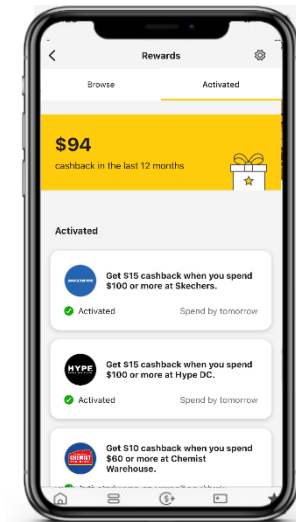 Rewards
Browse Activated
$94
cashback in the last 12 months
Activated
Get $15 cashback when you spend
$100 or more at Skechers.
Activated Spend by tomorrow
HYPE
Get $15 cashback when you spend
$100 or more at Hype DC.
Activated Spend by tomorrow
CHEMIST
Get $10 cashback when you spend
$60 or more at Chemist
Warehouse.